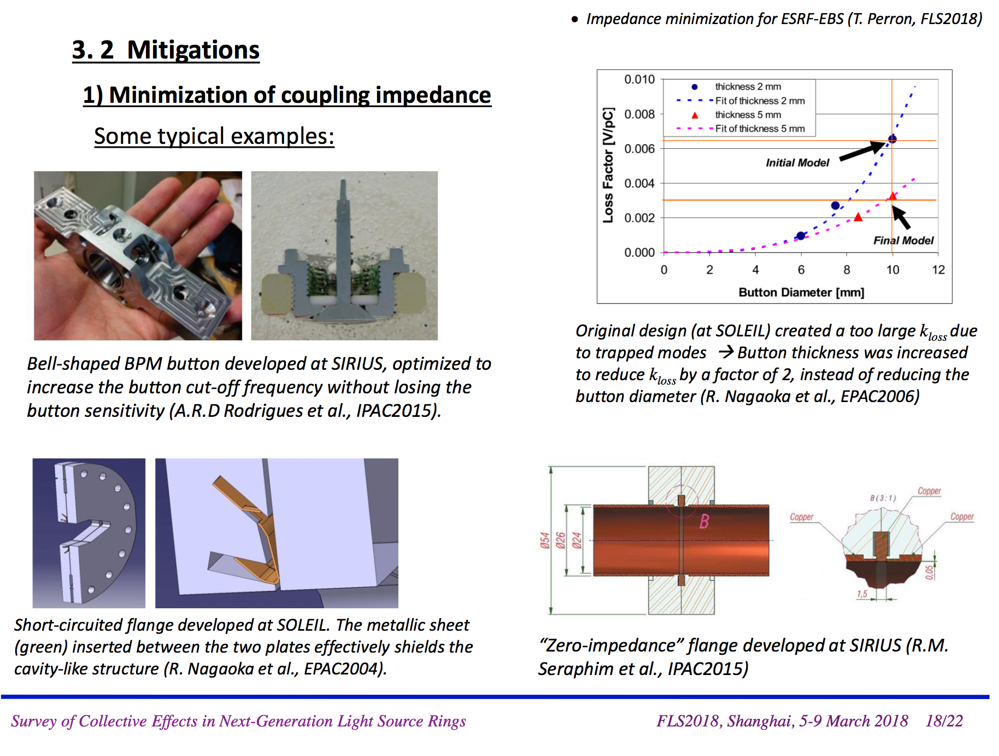 • Impedance minimization for ESRF-EBS (T. Perron, FLS2018)
3. 2 Mitigations
1) Minimization of coupling impedance
Some typical examples:
Bell-shaped BPM button developed at SIRIUS, optimized to
increase the button cut-off frequency without losing the
button sensitivity (A.R.D Rodrigues et al., IPAC2015).
Loss Factor [V/pC]
0.010
0.008
0.006
0.004
0.002
0.000
thickness 2 mm
Fit of thickness 2 mm
thickness 5 mm
Fit of thickness 5 mm
Initial Model
Final Model
0 2 4 6 8 10 12
Button Diameter [mm]
Original design (at SOLEIL) created a too large kloss due
to trapped modes → Button thickness was increased
to reduce kloss by a factor of 2, instead of reducing the
button diameter (R. Nagaoka et al., EPAC2006)
Short-circuited flange developed at SOLEIL. The metallic sheet
(green) inserted between the two plates effectively shields the
cavity-like structure (R. Nagaoka et al., EPAC2004).
Ø54
Ø26
Ø24
B
B(3:1)
Copper
Copper
Copper
0,05
1,5
“Zero-impedance” flange developed at SIRIUS (R.M.
Seraphim et al., IPAC2015)
Survey of Collective Effects in Next-Generation Light Source Rings
FLS2018, Shanghai, 5-9 March 2018 18/22